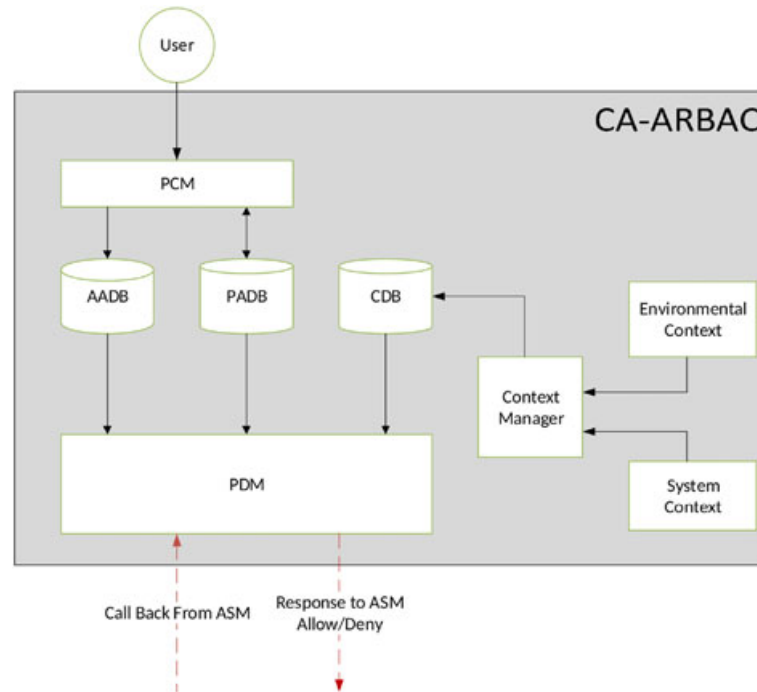 User
CA-ARBAC
PCM
AADB
PADB
CDB
Environmental
Context
Context
Manager
PDM
System
Context
Call Back From ASM
Response to ASM
Allow/Deny